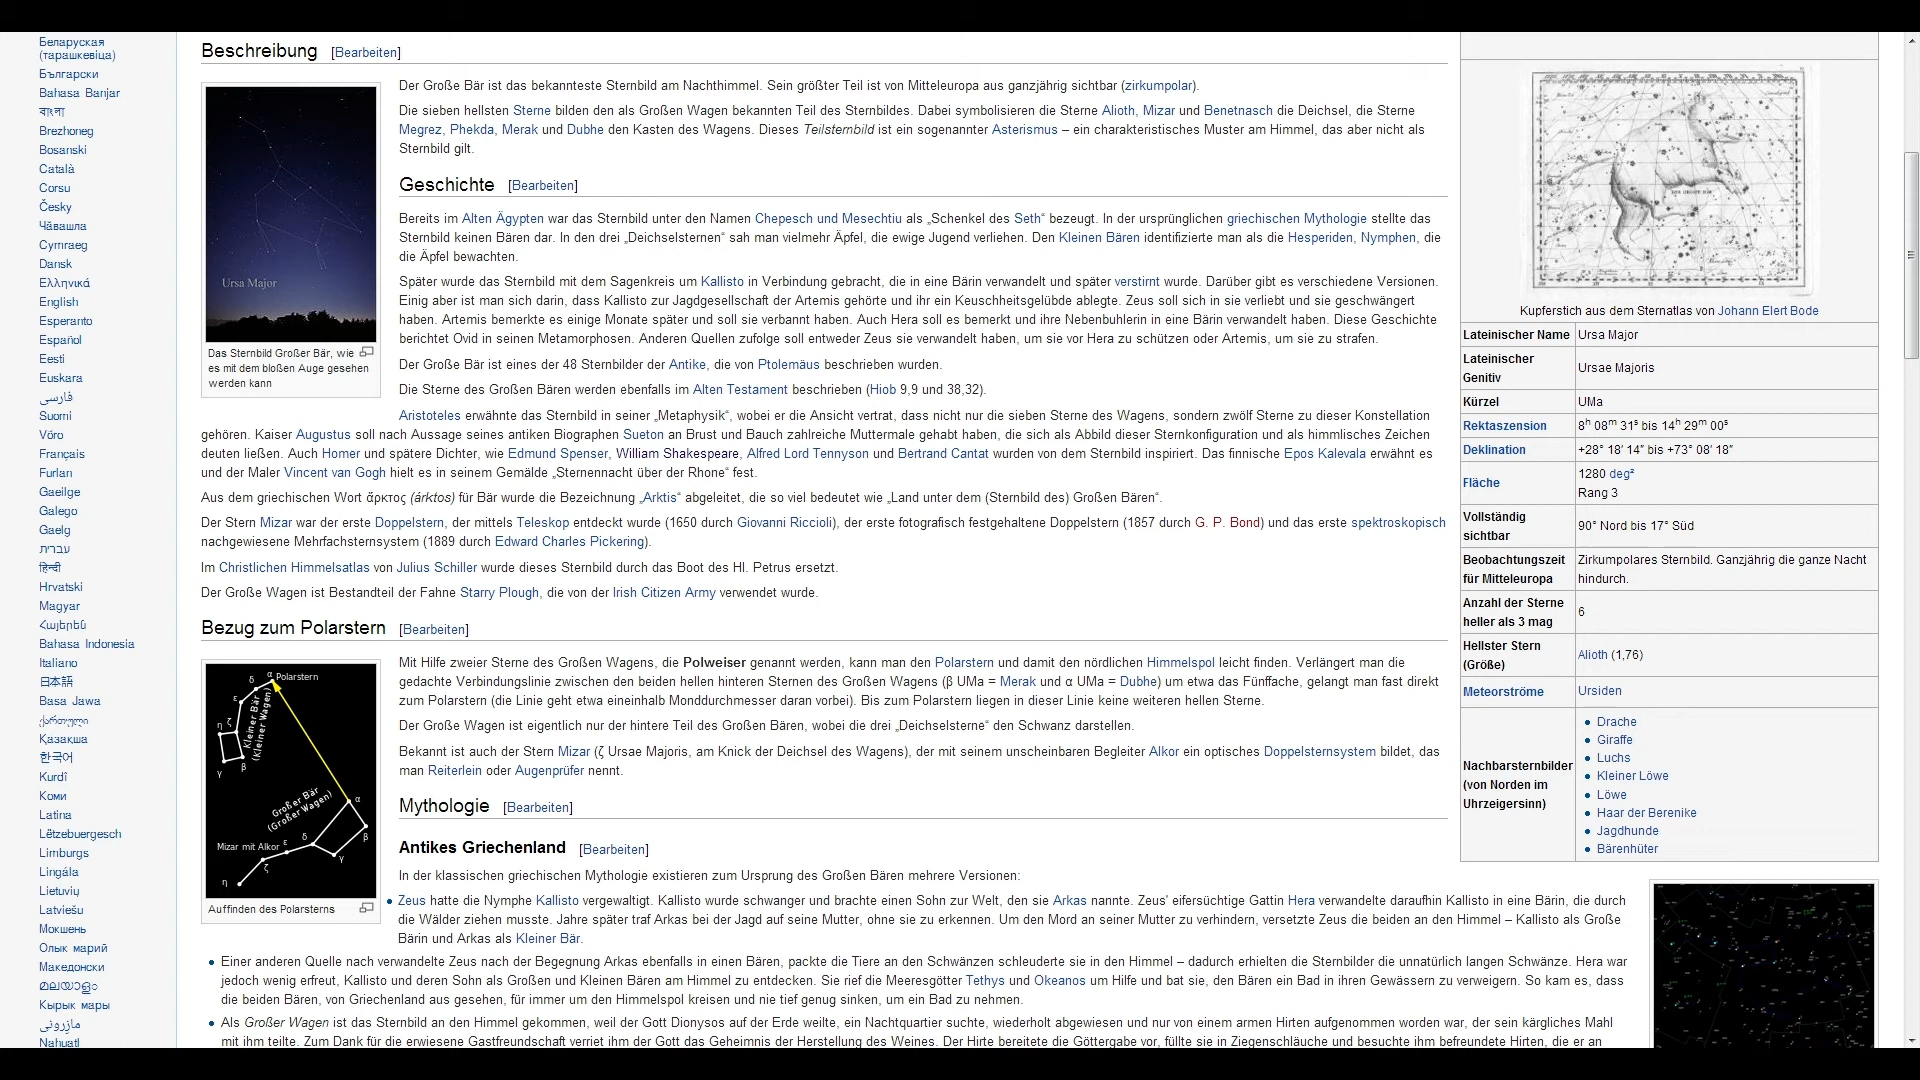 Беларуская
(тарашкевіца)
Български
Bahasa Banjar
বাংলা
Brezhoneg
Bosanski
Català
Corsu
Česky
Чӑвашла
Cymraeg
Dansk
Ελληνικά
English
Esperanto
Español
Eesti
Euskara
فارسی
Suomi
Võro
Français
Furlan
Gaeilge
Galego
Gaelg
עברית
हिन्दी
Hrvatski
Magyar
Հայերեն
Bahasa Indonesia
Italiano
日本語
Basa Jawa
ქართული
Қазақша
한국어
Kurdî
Коми
Latina
Lëtzebuergesch
Limburgs
Lingála
Lietuvių
Latviešu
Мокшень
Олык марий
Македонски
മലയാളം
Кырык мары
مازِرونی
Nahuatl
Beschreibung [Bearbeiten]
Ursa Major
Das Sternbild Großer Bär, wie
es mit dem bloßen Auge gesehen
werden kann
Der Große Bär ist das bekannteste Sternbild am Nachthimmel. Sein größter Teil ist von Mitteleuropa aus ganzjährig sichtbar (zirkumpolar).
Die sieben hellsten Sterne bilden den als Großen Wagen bekannten Teil des Sternbildes. Dabei symbolisieren die Sterne Alioth, Mizar und Benetnasch die Deichsel, die Sterne
Megrez, Phekda, Merak und Dubhe den Kasten des Wagens. Dieses Teilsternbild ist ein sogenannter Asterismus – ein charakteristisches Muster am Himmel, das aber nicht als
Sternbild gilt.
Geschichte [Bearbeiten]
Bereits im Alten Ägypten war das Sternbild unter den Namen Chepesch und Mesechtiu als „Schenkel des Seth“ bezeugt. In der ursprünglichen griechischen Mythologie stellte das
Sternbild keinen Bären dar. In den drei „Deichselsternen“ sah man vielmehr Äpfel, die ewige Jugend verleihen. Den Kleinen Bären identifizierte man als die Hesperiden, Nymphen, die
die Äpfel bewachten.
Später wurde das Sternbild mit dem Sagenkreis um Kallisto in Verbindung gebracht, die in eine Bärin verwandelt und später verstirnt wurde. Darüber gibt es verschiedene Versionen.
Einig aber ist man sich darin, dass Kallisto zur Jagdgesellschaft der Artemis gehörte und ihr ein Keuschheitsgelübde ablegte. Zeus soll sich in sie verliebt und sie geschwängert
haben. Artemis bemerkte es einige Monate später und soll sie verbannt haben. Auch Hera soll es bemerkt und ihre Nebenbuhlerin in eine Bärin verwandelt haben. Diese Geschichte
berichtet Ovid in seinen Metamorphosen. Anderen Quellen zufolge soll entweder Zeus sie verwandelt haben, um sie vor Hera zu schützen oder Artemis, um sie zu strafen.
Der Große Bär ist eines der 48 Sternbilder der Antike, die von Ptolemäus beschrieben wurden.
Die Sterne des Großen Bären werden ebenfalls im Alten Testament beschrieben (Hiob 9,9 und 38,32).
Aristoteles erwähnte das Sternbild in seiner „Metaphysik“, wobei er die Ansicht vertrat, dass nicht nur die sieben Sterne des Wagens, sondern zwölf Sterne zu dieser Konstellation
gehören. Kaiser Augustus soll nach Aussage seines antiken Biographen Sueton an Brust und Bauch zahlreiche Muttermale gehabt haben, die sich als Abbild dieser Sternkonfiguration und als himmlisches Zeichen
deuten ließen. Auch Homer und spätere Dichter, wie Edmund Spenser, William Shakespeare, Alfred Lord Tennyson und Bertrand Cantat wurden von dem Sternbild inspiriert. Das finnische Epos Kalevala erwähnt es
und der Maler Vincent van Gogh hielt es in seinem Gemälde „Sternennacht über der Rhone“ fest.
Aus dem griechischen Wort ἄρκτος (árktos) für Bär wurde die Bezeichnung „Arktis“ abgeleitet, die so viel bedeutet wie „Land unter dem (Sternbild des) Großen Bären“.
Der Stern Mizar war der erste Doppelstern, der mittels Teleskop entdeckt wurde (1650 durch Giovanni Riccioli), der erste fotografisch festgehaltene Doppelstern (1857 durch G. P. Bond) und das erste spektroskopisch
nachgewiesene Mehrfachsternsystem (1889 durch Edward Charles Pickering).
Im Christlichen Himmelsatlas von Julius Schiller wurde dieses Sternbild durch das Boot des Hl. Petrus ersetzt.
Der Große Wagen ist Bestandteil der Fahne Starry Plough, die von der Irish Citizen Army verwendet wurde.
Bezug zum Polarstern [Bearbeiten]
α Polarstern
δ
ε
Kleiner Bär
(Kleiner Wagen)
η ζ
γ β
Großer Bär
(Großer Wagen)
α
δ
β
Mizar mit Alkor ε
γ
ζ
η
Auffinden des Polarsterns
Mit Hilfe zweier Sterne des Großen Wagens, die Polweiser genannt werden, kann man den Polarstern und damit den nördlichen Himmelspol leicht finden. Verlängert man die
gedachte Verbindungslinie zwischen den beiden hellen hinteren Sternen des Großen Wagens (β UMa = Merak und α UMa = Dubhe) um etwa das Fünffache, gelangt man fast direkt
zum Polarstern (die Linie geht etwa eineinhalb Monddurchmesser daran vorbei). Bis zum Polarstern liegen in dieser Linie keine weiteren hellen Sterne.
Der Große Wagen ist eigentlich nur der hintere Teil des Großen Bären, wobei die drei „Deichselsterne“ den Schwanz darstellen.
Bekannt ist auch der Stern Mizar (ζ Ursae Majoris, am Knick der Deichsel des Wagens), der mit seinem unscheinbaren Begleiter Alkor ein optisches Doppelsternsystem bildet, das
man Reiterlein oder Augenprüfer nennt.
Mythologie [Bearbeiten]
Antikes Griechenland [Bearbeiten]
In der klassischen griechischen Mythologie existieren zum Ursprung des Großen Bären mehrere Versionen:
Zeus hatte die Nymphe Kallisto vergewaltigt. Kallisto wurde schwanger und brachte einen Sohn zur Welt, den sie Arkas nannte. Zeus’ eifersüchtige Gattin Hera verwandelte daraufhin Kallisto in eine Bärin, die durch
die Wälder ziehen musste. Jahre später traf Arkas bei der Jagd auf seine Mutter, ohne sie zu erkennen. Um den Mord an seiner Mutter zu verhindern, versetzte Zeus die beiden an den Himmel – Kallisto als Große
Bärin und Arkas als Kleiner Bär.
Einer anderen Quelle nach verwandelte Zeus nach der Begegnung Arkas ebenfalls in einen Bären, packte die Tiere an den Schwänzen schleuderte sie in den Himmel – dadurch erhielten die Sternbilder die unnatürlich langen Schwänze. Hera war
jedoch wenig erfreut, Kallisto und deren Sohn als Großen und Kleinen Bären am Himmel zu entdecken. Sie rief die Meeresgötter Tethys und Okeanos um Hilfe und bat sie, den Bären ein Bad in ihren Gewässern zu verweigern. So kam es, dass
die beiden Bären, von Griechenland aus gesehen, für immer um den Himmelspol kreisen und nie tief genug sinken, um ein Bad zu nehmen.
Als Großer Wagen ist das Sternbild an den Himmel gekommen, weil der Gott Dionysos auf der Erde weilte, ein Nachtquartier suchte, wiederholt abgewiesen und nur von einem armen Hirten aufgenommen worden war, der sein kärgliches Mahl
mit ihm teilte. Zum Dank für die erwiesene Gastfreundschaft verriet ihm der Gott das Geheimnis der Herstellung des Weines. Der Hirte bereitete die Göttergabe vor, füllte sie in Ziegenschläuche und besuchte ihm befreundete Hirten, die er an
Kupferstich aus dem Sternatlas von Johann Elert Bode
Lateinischer Name Ursa Major
Lateinischer
Genitiv
Ursae Majoris
Kürzel UMa
Rektaszension 8h 08m 31s bis 14h 29m 00s
Deklination +28° 18′ 14″ bis +73° 08′ 18″
Fläche
1280 deg²
Rang 3
Vollständig
sichtbar
90° Nord bis 17° Süd
Beobachtungszeit
für Mitteleuropa
Zirkumpolares Sternbild. Ganzjährig die ganze Nacht
hindurch.
Anzahl der Sterne
heller als 3 mag
6
Hellster Stern
(Größe)
Alioth (1,76)
Meteorströme Ursiden
Nachbarsternbilder
(von Norden im
Uhrzeigersinn)
Drache
Giraffe
Luchs
Kleiner Löwe
Löwe
Haar der Berenike
Jagdhunde
Bärenhüter